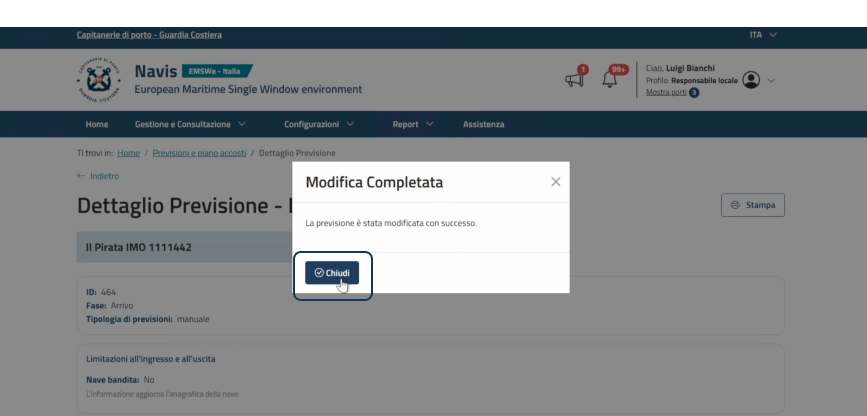 Capitanerie di porto - Guardia Costiera
ITA
Navis EMSWe - Italia
European Maritime Single Window environment
1
99+
Ciao, Luigi Bianchi
Profilo: Responsabile locale
Mostra porti 3
Home Gestione e Consultazione Configurazioni Report Assistenza
Ti trovi in: Home / Previsioni e piano accosti / Dettaglio Previsione
← Indietro
Modifica Completata
Dettaglio Previsione -
Stampa
La previsione è stata modificata con successo.
Il Pirata IMO 1111442
Chiudi
ID: 464
Fase: Arrivo
Tipologia di previsioni: manuale
Limitazioni all'ingresso e all'uscita
Nave bandita: No
L'informazione aggiorna l'anagrafica della nave.